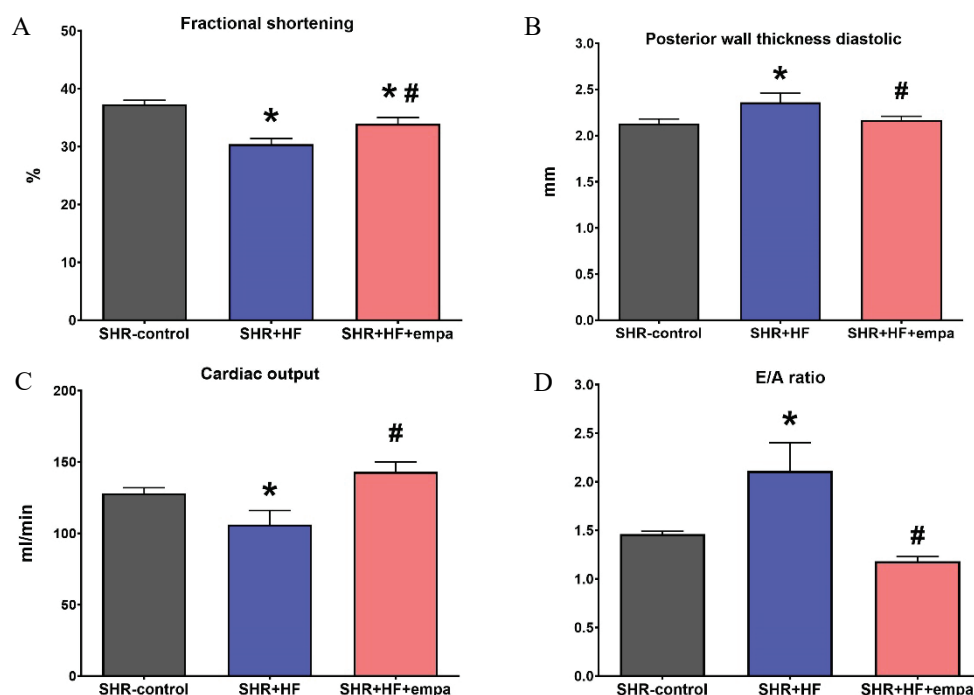 A
Fractional shortening
50
40
30
20
10
0
%
*
* #
SHR-control SHR+HF SHR+HF+empa
B
Posterior wall thickness diastolic
3.0
2.5
2.0
1.5
1.0
0.5
0.0
mm
*
#
SHR-control SHR+HF SHR+HF+empa
C
Cardiac output
200
150
100
50
0
ml/min
*
#
SHR-control SHR+HF SHR+HF+empa
D
E/A ratio
3.0
2.5
2.0
1.5
1.0
0.5
0.0
*
#
SHR-control SHR+HF SHR+HF+empa